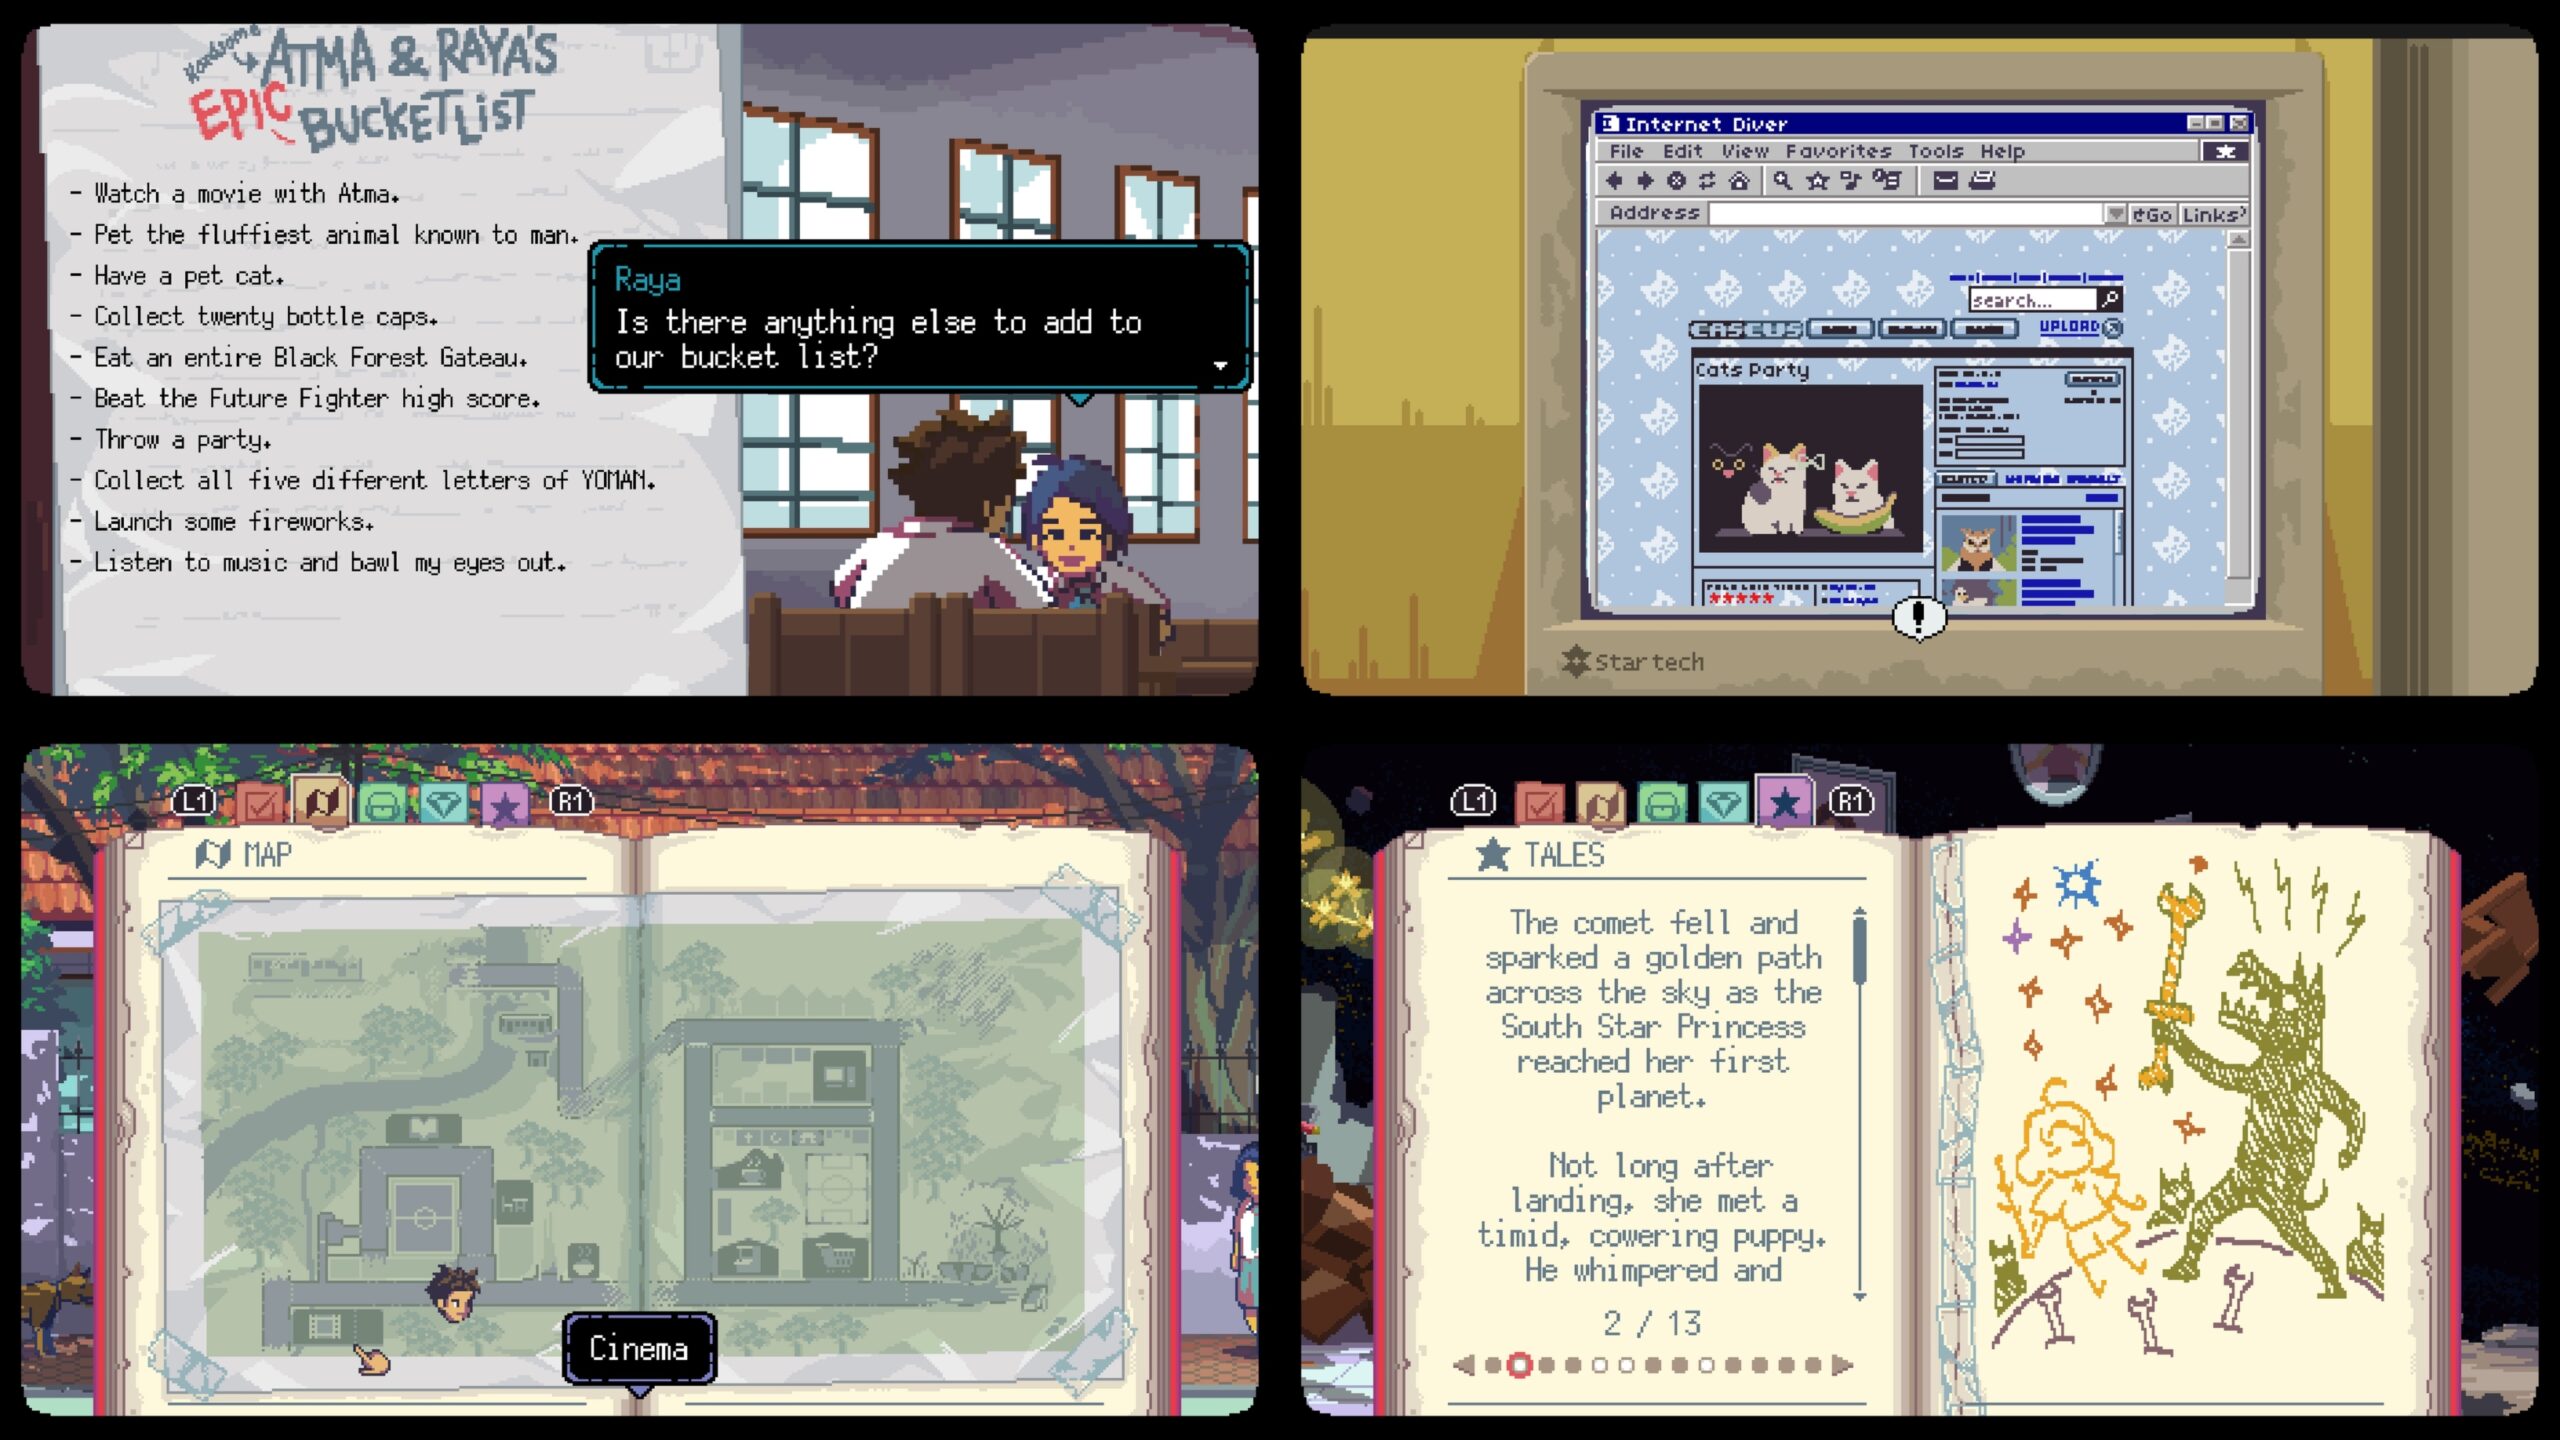 Handsome
ATMA & RAYA'S
EPIC BUCKETLIST
- Watch a movie with Atma.
- Pet the fluffiest animal known to man.
- Have a pet cat.
- Collect twenty bottle caps.
- Eat an entire Black Forest Gateau.
- Beat the Future Fighter high score.
- Throw a party.
- Collect all five different letters of YOMAN.
- Launch some fireworks.
- Listen to music and bawl my eyes out.
Raya
Is there anything else to add to
our bucket list?
Internet Diver
File Edit View Favorites Tools Help
Address Go Links
search...
CASEUS UPLOAD
Cats Party
Star tech
L1 R1
MAP
Cinema
L1 R1
TALES
The comet fell and
sparked a golden path
across the sky as the
South Star Princess
reached her first
planet.
Not long after
landing, she met a
timid, cowering puppy.
He whimpered and
2 / 13